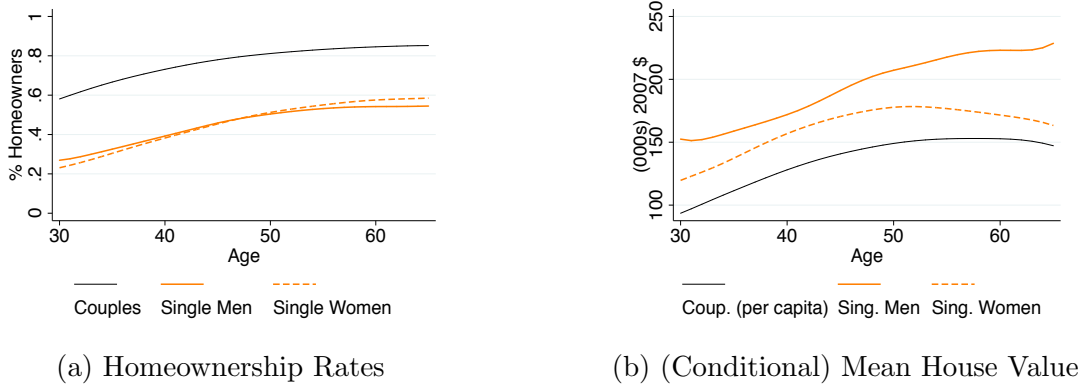 % Homeowners
1
.8
.6
.4
.2
0
30 40 50 60
Age
Couples Single Men Single Women
(a) Homeownership Rates
(000s) 2007 $
250
200
150
100
30 40 50 60
Age
Coup. (per capita) Sing. Men Sing. Women
(b) (Conditional) Mean House Value